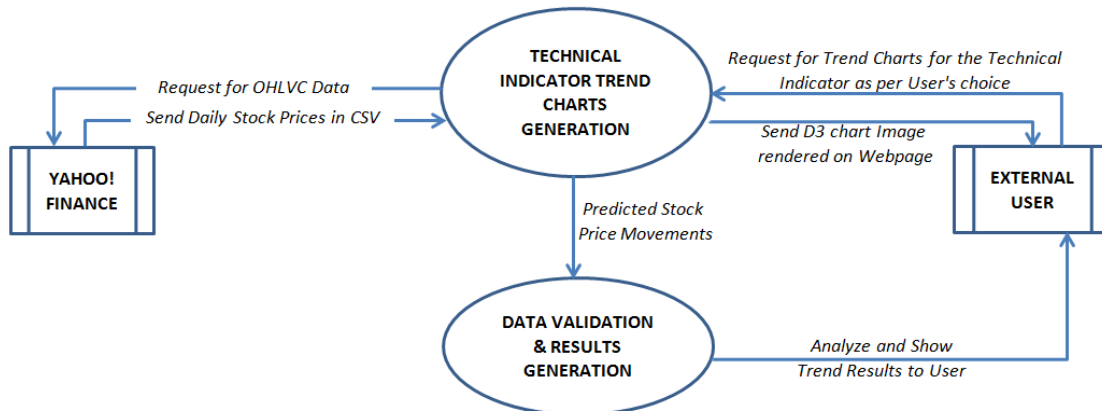 TECHNICAL
INDICATOR TREND
CHARTS
GENERATION
Request for OHLVC Data
Send Daily Stock Prices in CSV
Request for Trend Charts for the Technical
Indicator as per User's choice
Send D3 chart Image
rendered on Webpage
YAHOO!
FINANCE
EXTERNAL
USER
Predicted Stock
Price Movements
DATA VALIDATION
& RESULTS
GENERATION
Analyze and Show
Trend Results to User